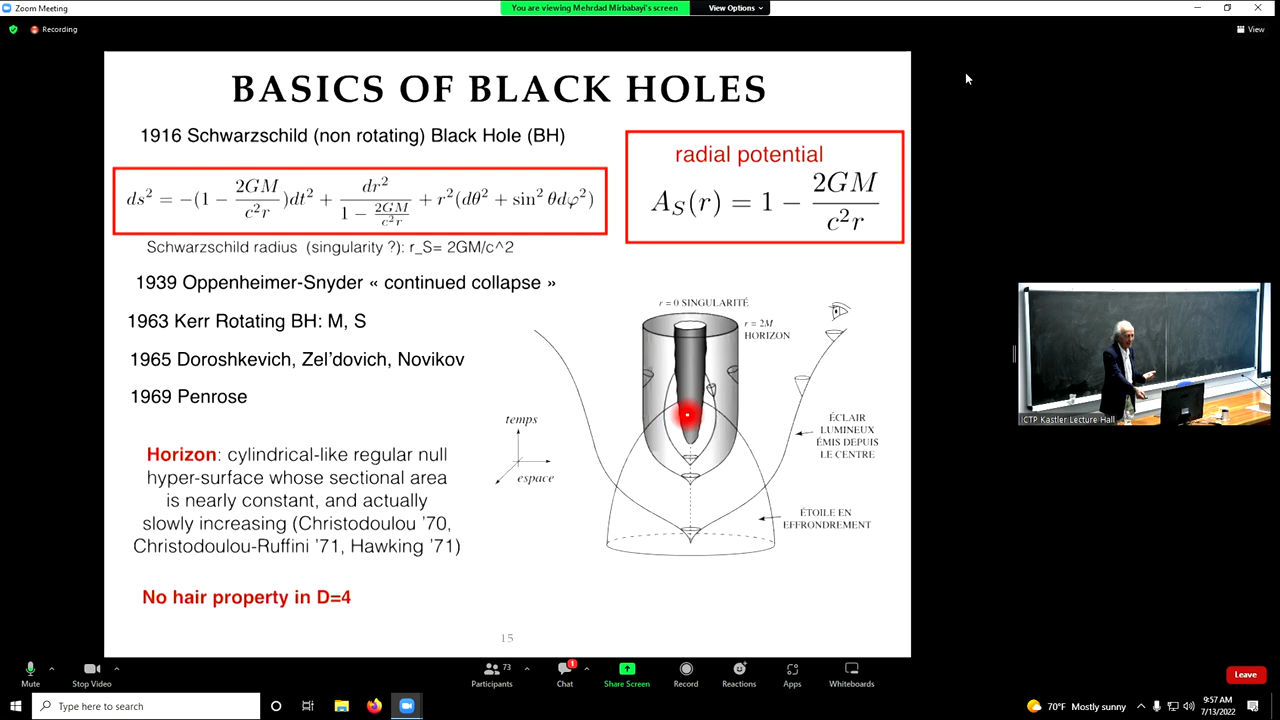 Zoom Meeting
You are viewing Mehrdad Mirbabayi's screen
View Options
Recording
View
BASICS OF BLACK HOLES
1916 Schwarzschild (non rotating) Black Hole (BH)
radial potential
ds² = −(1 − 2GM/c²r)dt² + dr²/(1 − 2GM/c²r) + r²(dθ² + sin² θdφ²)
A_S(r) = 1 − 2GM/c²r
Schwarzschild radius (singularity ?): r_S= 2GM/c^2
1939 Oppenheimer-Snyder « continued collapse »
1963 Kerr Rotating BH: M, S
1965 Doroshkevich, Zel'dovich, Novikov
1969 Penrose
r = 0 SINGULARITÉ
r = 2M
HORIZON
temps
espace
ÉCLAIR
LUMINEUX
ÉMIS DEPUIS
LE CENTRE
ÉTOILE EN
EFFRONDREMENT
Horizon: cylindrical-like regular null
hyper-surface whose sectional area
is nearly constant, and actually
slowly increasing (Christodoulou '70,
Christodoulou-Ruffini '71, Hawking '71)
No hair property in D=4
15
ICTP Kastler Lecture Hall
Mute
Stop Video
Participants
73
Chat
1
Share Screen
Record
Reactions
Apps
Whiteboards
Leave
Type here to search
70°F Mostly sunny
9:57 AM
7/13/2022